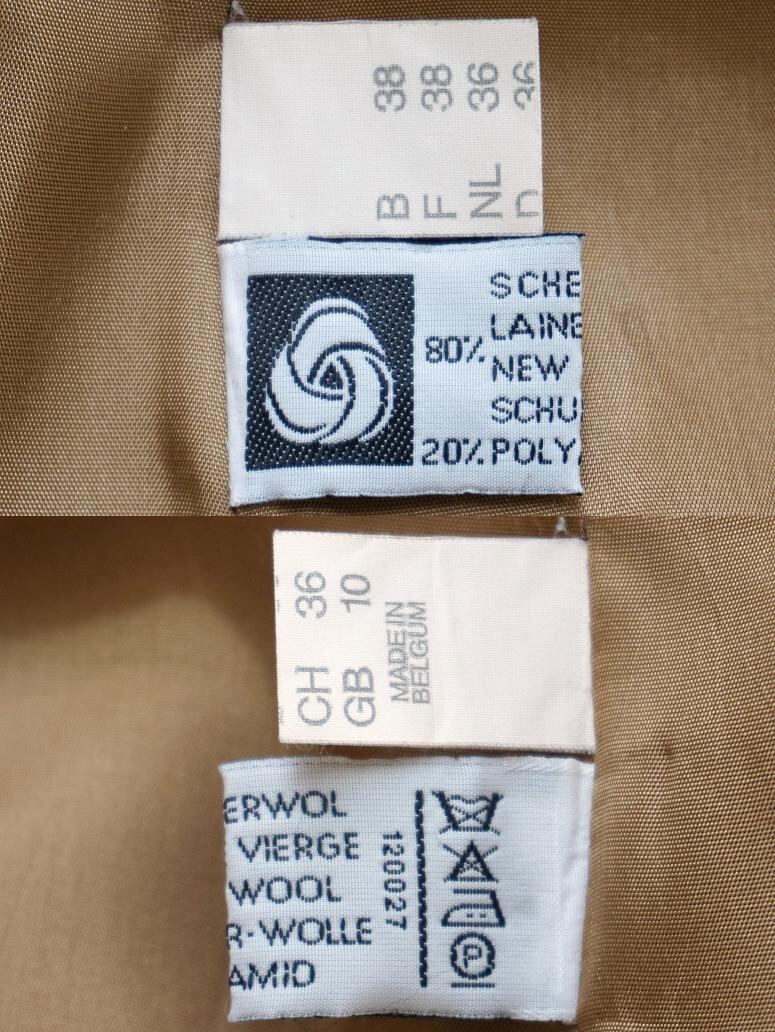 B 38
F 38
NL 36
D 36
SCHE
LAINE
80% NEW
SCHU
20% POLY
CH 36
GB 10
MADE IN
BELGIUM
ERWOL
VIERGE
WOOL
R-WOLLE
AMID
120027
P